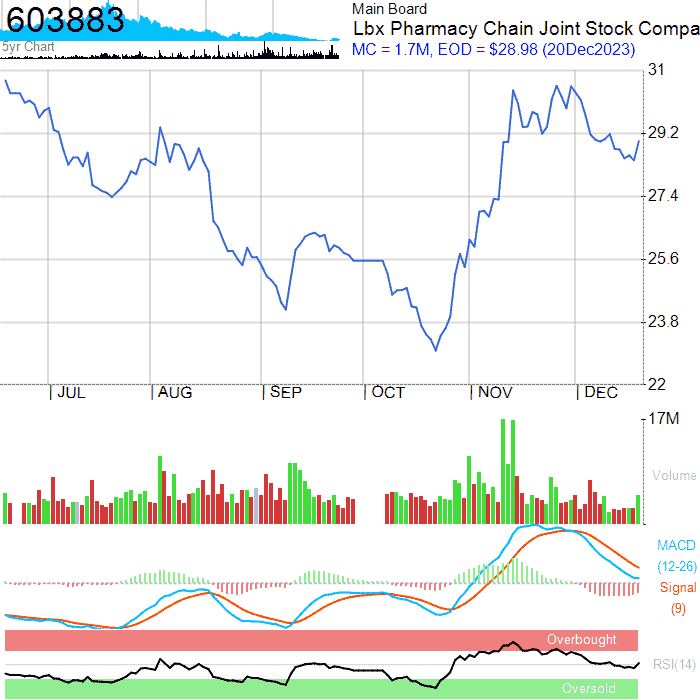 603883
5yr Chart
Main Board
Lbx Pharmacy Chain Joint Stock Compa
MC = 1.7M, EOD = $28.98 (20Dec2023)
31
29.2
27.4
25.6
23.8
22
JUL
AUG
SEP
OCT
NOV
DEC
17M
Volume
MACD
(12-26)
Signal
(9)
Overbought
RSI(14)
Oversold